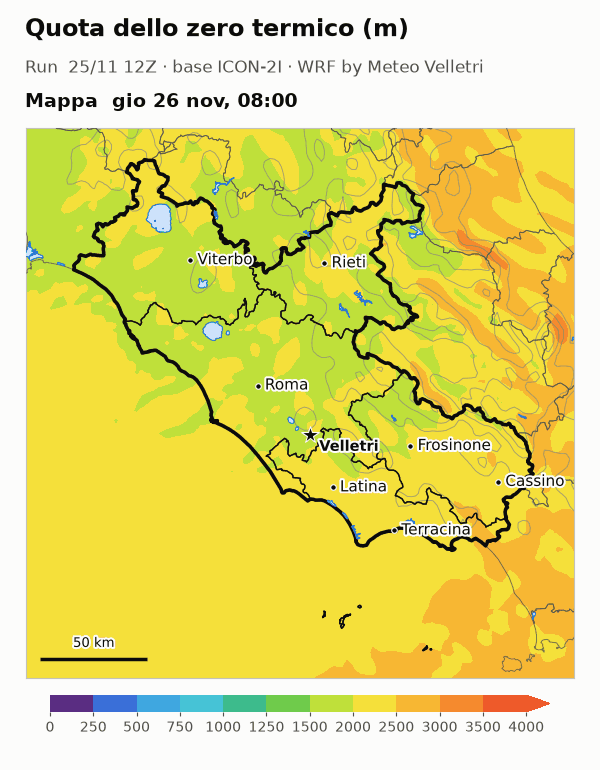 Quota dello zero termico (m)
Run  25/11 12Z · base ICON-2I · WRF by Meteo Velletri
Mappa  gio 26 nov, 08:00
Viterbo
Rieti
Roma
Velletri
Frosinone
Latina
Cassino
Terracina
50 km
0 250 500 750 1000 1250 1500 2000 2500 3000 3500 4000